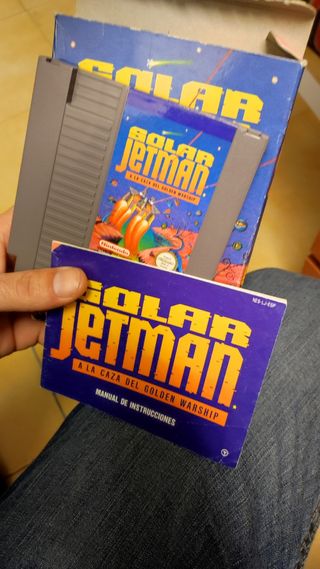 SOLAR
SOLAR
JETMAN
A LA CAZA DEL GOLDEN WARSHIP
Nintendo
NES-LJ-ESP
SOLAR
JETMAN
A LA CAZA DEL GOLDEN WARSHIP
MANUAL DE INSTRUCCIONES